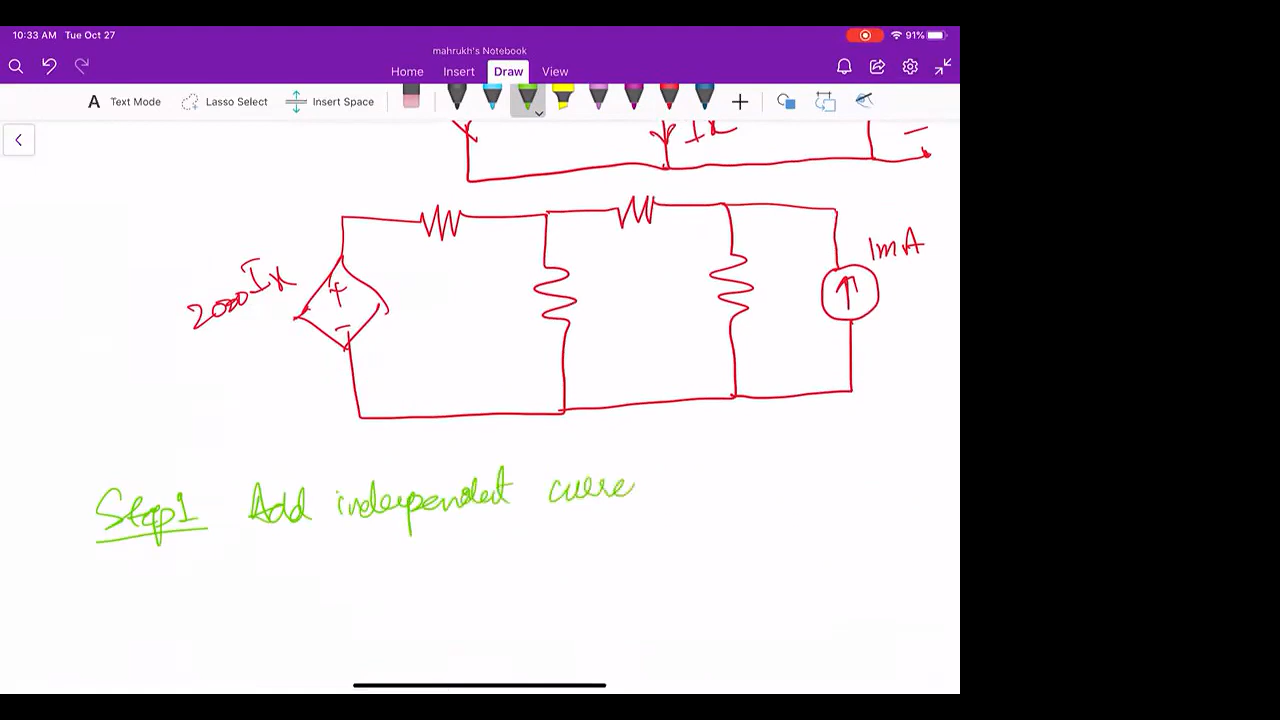 10:33 AM Tue Oct 27
91%
mahrukh's Notebook
Home Insert Draw View
Text Mode Lasso Select Insert Space
Ix
−
1mA
2000Ix
+
−
Step1 Add independent curre